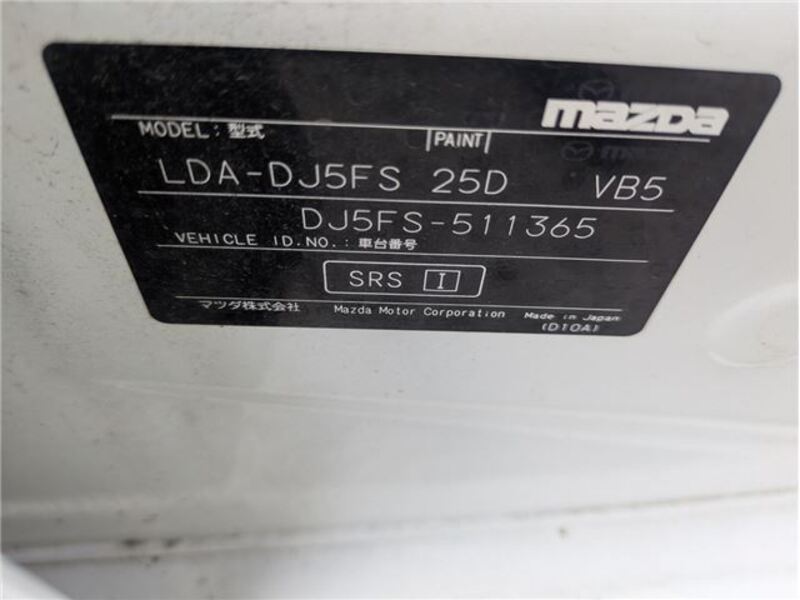 mazda
MODEL: 型式 PAINT
LDA-DJ5FS 25D VB5
DJ5FS-511365
VEHICLE ID.NO.: 車台番号
SRS I
マツダ株式会社 Mazda Motor Corporation Made in Japan
(D10A)